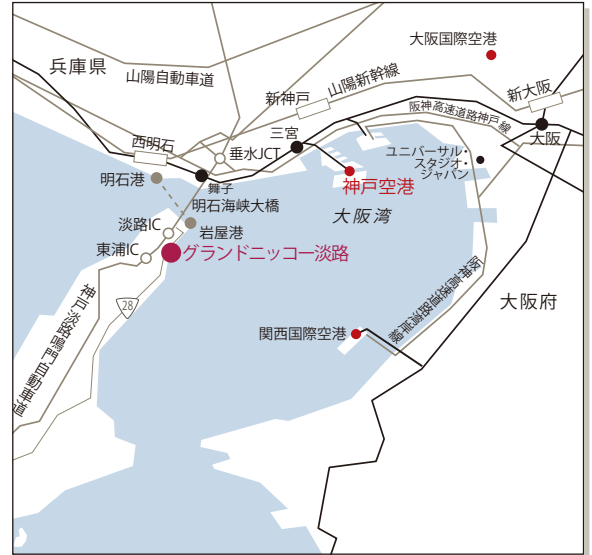 大阪国際空港
兵庫県
山陽自動車道
山陽新幹線
新大阪
新神戸
阪神高速道路神戸線
西明石
三宮
大阪
垂水JCT
ユニバーサル・
スタジオ・
ジャパン
明石港
舞子
神戸空港
明石海峡大橋
大阪湾
淡路IC
岩屋港
東浦IC
グランドニッコー淡路
神戸淡路鳴門自動車道
28
阪神高速道路湾岸線
大阪府
関西国際空港